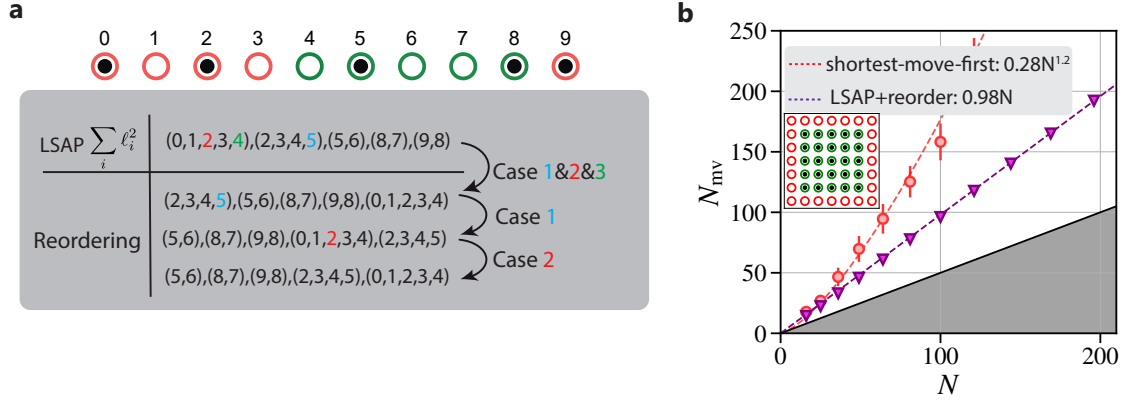 a
0 1 2 3 4 5 6 7 8 9
LSAP ∑ᵢ ℓᵢ²
(0,1,2,3,4),(2,3,4,5),(5,6),(8,7),(9,8)
Case 1&2&3
Reordering
(2,3,4,5),(5,6),(8,7),(9,8),(0,1,2,3,4)
Case 1
(5,6),(8,7),(9,8),(0,1,2,3,4),(2,3,4,5)
Case 2
(5,6),(8,7),(9,8),(2,3,4,5),(0,1,2,3,4)
b
250
200
150
100
50
0
N_mv
shortest-move-first: 0.28N^1.2
LSAP+reorder: 0.98N
0 100 200
N